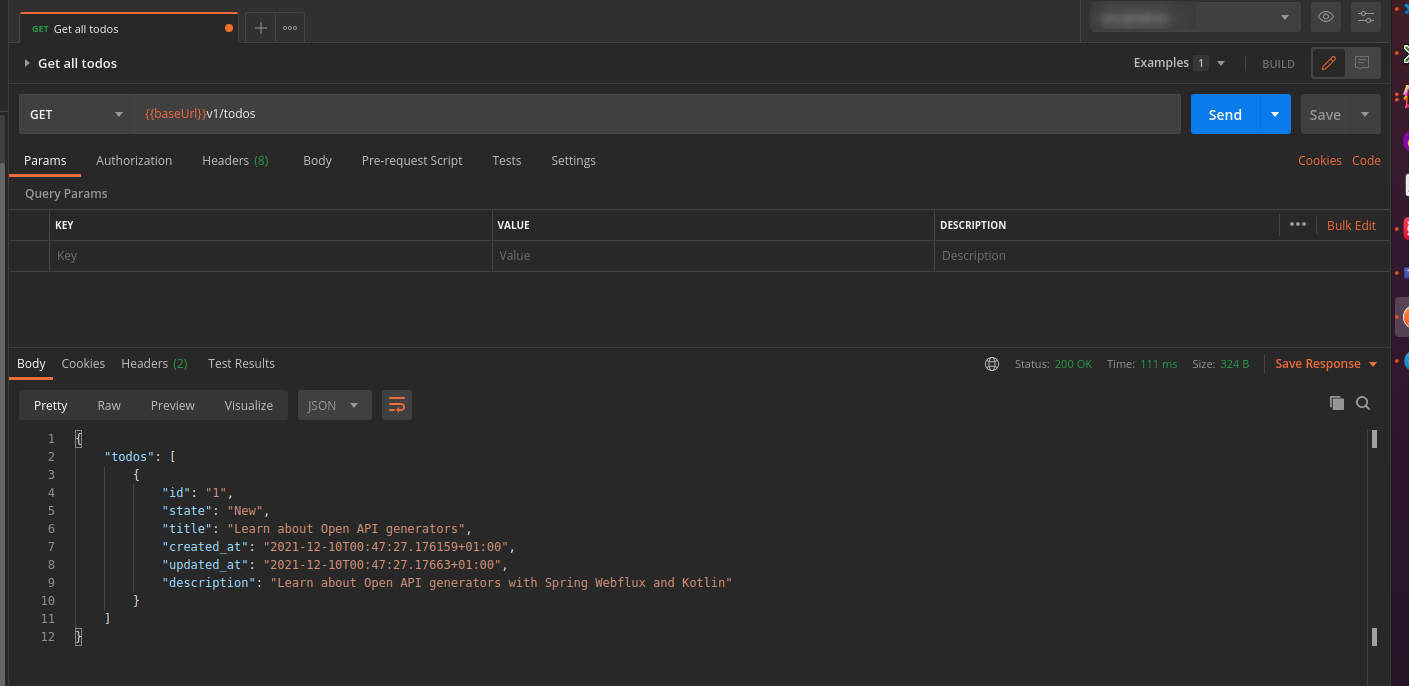 GET Get all todos
Get all todos
Examples 1 BUILD
GET {{baseUrl}}v1/todos Send Save
Params Authorization Headers (8) Body Pre-request Script Tests Settings Cookies Code
Query Params
KEY VALUE DESCRIPTION Bulk Edit
Key Value Description
Body Cookies Headers (2) Test Results Status: 200 OK Time: 111 ms Size: 324 B Save Response
Pretty Raw Preview Visualize JSON
1 {
2 "todos": [
3 {
4 "id": "1",
5 "state": "New",
6 "title": "Learn about Open API generators",
7 "created_at": "2021-12-10T00:47:27.176159+01:00",
8 "updated_at": "2021-12-10T00:47:27.17663+01:00",
9 "description": "Learn about Open API generators with Spring Webflux and Kotlin"
10 }
11 ]
12 }